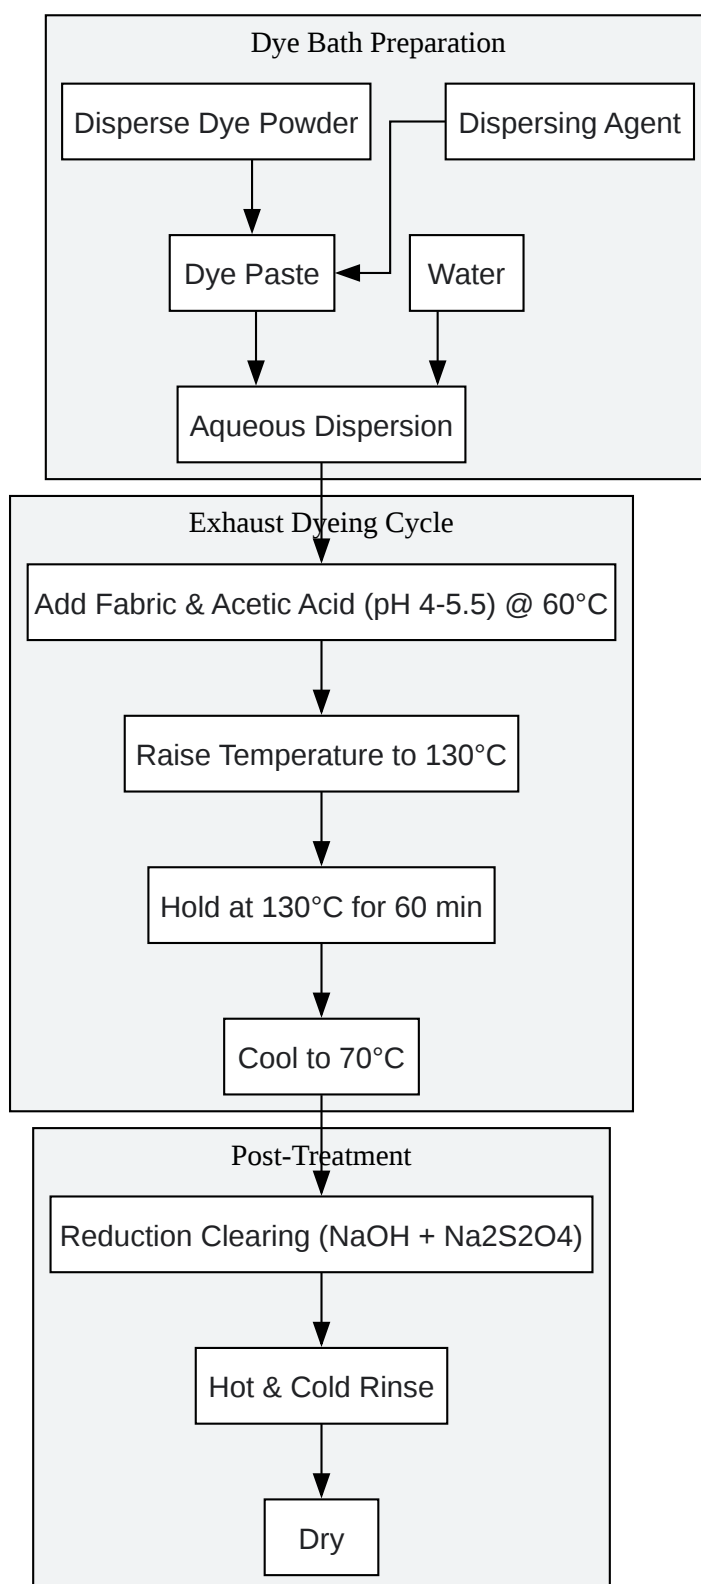 Dye Bath Preparation
Disperse Dye Powder
Dispersing Agent
Dye Paste
Water
Aqueous Dispersion
Exhaust Dyeing Cycle
Add Fabric & Acetic Acid (pH 4-5.5) @ 60°C
Raise Temperature to 130°C
Hold at 130°C for 60 min
Cool to 70°C
Post-Treatment
Reduction Clearing (NaOH + Na2S2O4)
Hot & Cold Rinse
Dry